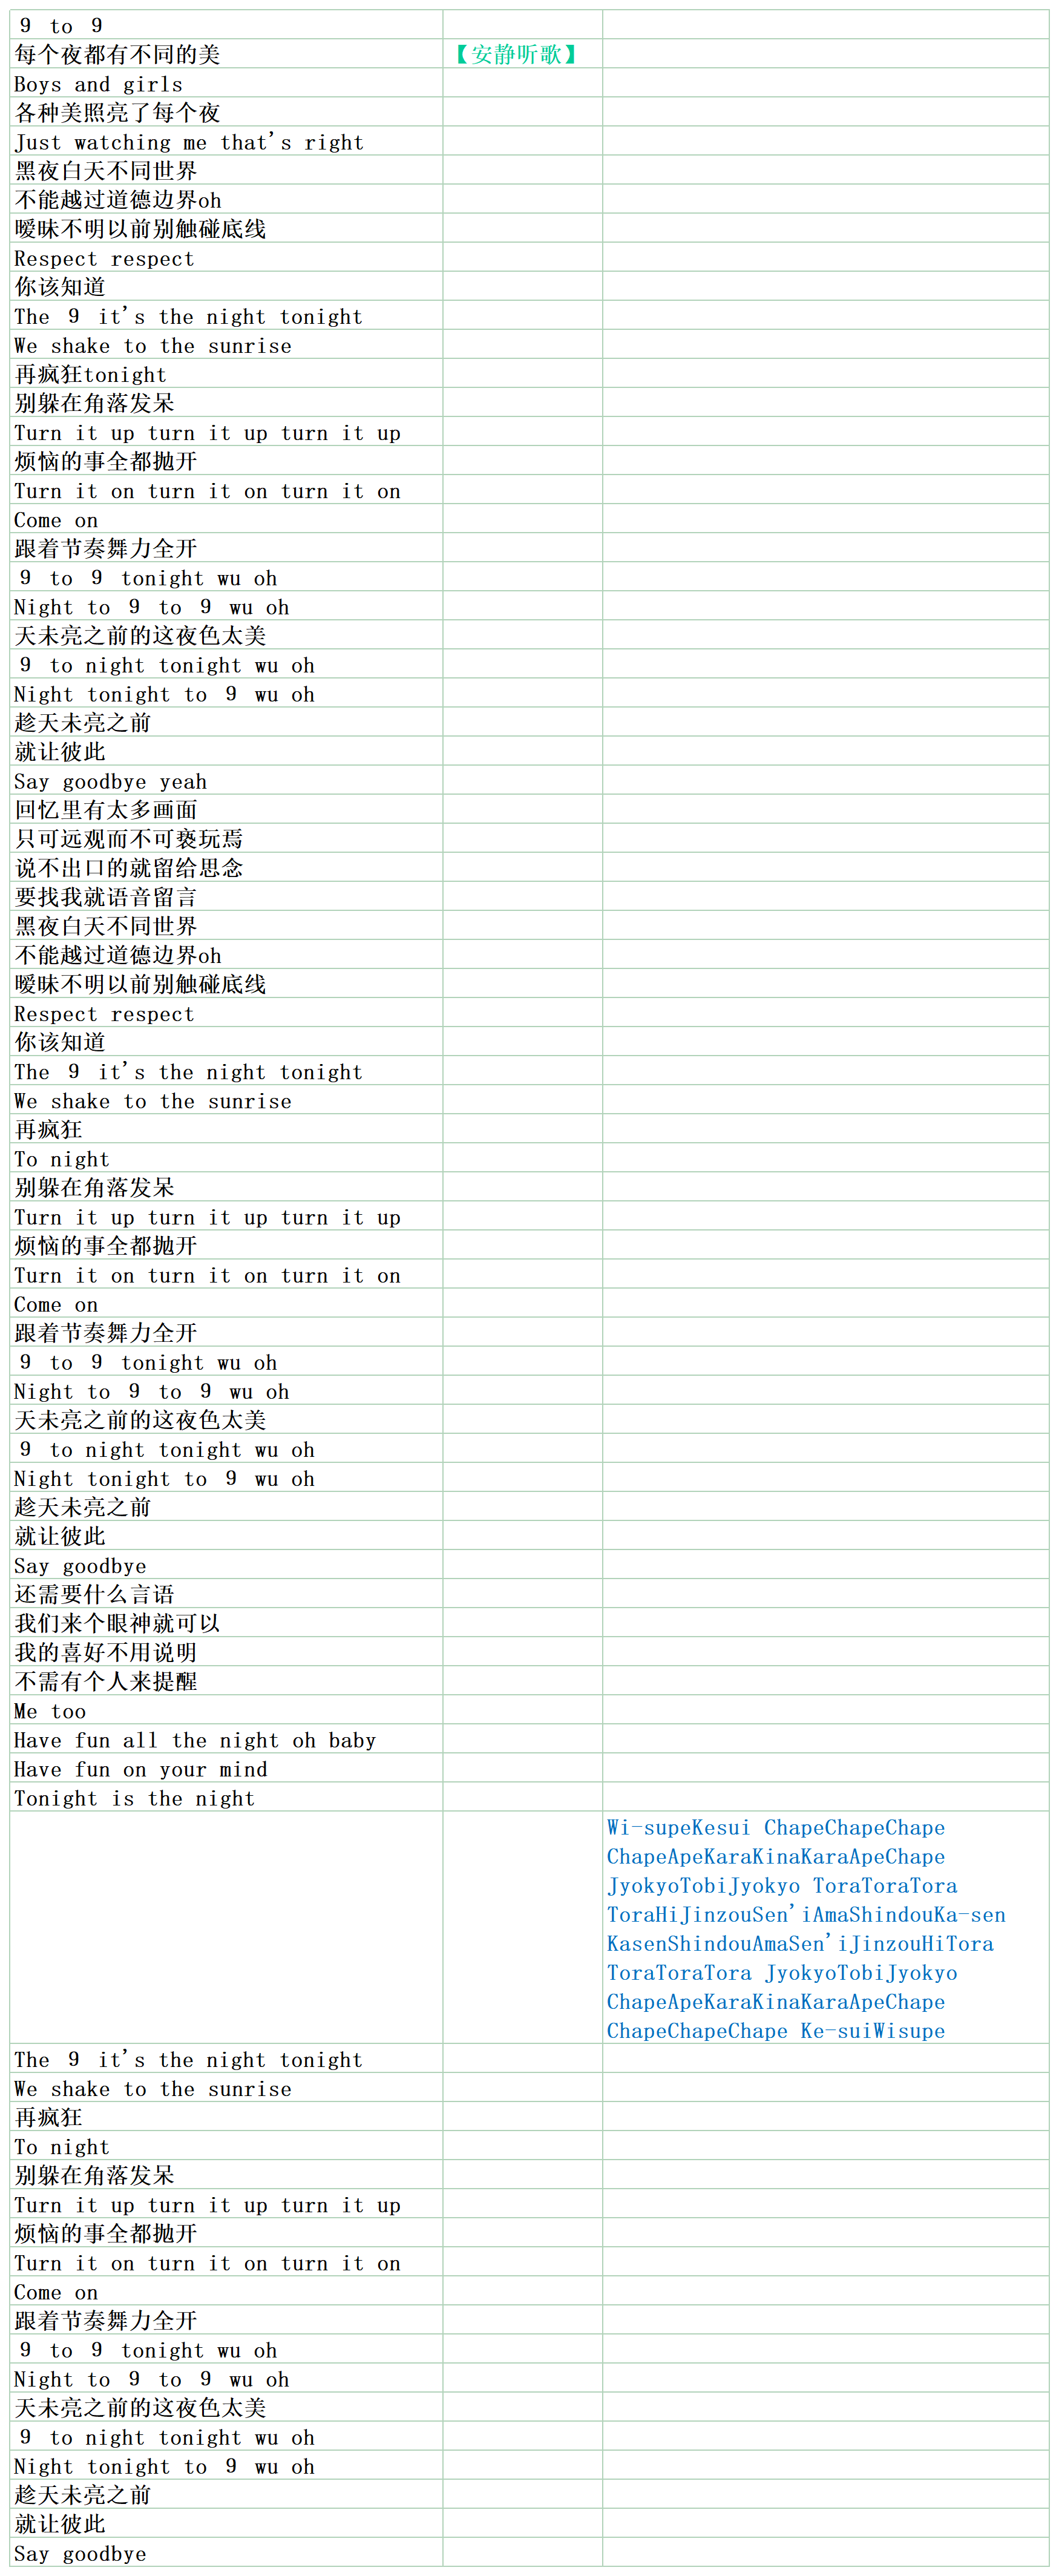 ９ to ９
每个夜都有不同的美 【安静听歌】
Boys and girls
各种美照亮了每个夜
Just watching me that's right
黑夜白天不同世界
不能越过道德边界oh
暧昧不明以前别触碰底线
Respect respect
你该知道
The ９ it's the night tonight
We shake to the sunrise
再疯狂tonight
别躲在角落发呆
Turn it up turn it up turn it up
烦恼的事全都抛开
Turn it on turn it on turn it on
Come on
跟着节奏舞力全开
９ to ９ tonight wu oh
Night to ９ to ９ wu oh
天未亮之前的这夜色太美
９ to night tonight wu oh
Night tonight to ９ wu oh
趁天未亮之前
就让彼此
Say goodbye yeah
回忆里有太多画面
只可远观而不可亵玩焉
说不出口的就留给思念
要找我就语音留言
黑夜白天不同世界
不能越过道德边界oh
暧昧不明以前别触碰底线
Respect respect
你该知道
The ９ it's the night tonight
We shake to the sunrise
再疯狂
To night
别躲在角落发呆
Turn it up turn it up turn it up
烦恼的事全都抛开
Turn it on turn it on turn it on
Come on
跟着节奏舞力全开
９ to ９ tonight wu oh
Night to ９ to ９ wu oh
天未亮之前的这夜色太美
９ to night tonight wu oh
Night tonight to ９ wu oh
趁天未亮之前
就让彼此
Say goodbye
还需要什么言语
我们来个眼神就可以
我的喜好不用说明
不需有个人来提醒
Me too
Have fun all the night oh baby
Have fun on your mind
Tonight is the night
Wi-supeKesui ChapeChapeChape
ChapeApeKaraKinaKaraApeChape
JyokyoTobiJyokyo ToraToraTora
ToraHiJinzouSen'iAmaShindouKa-sen
KasenShindouAmaSen'iJinzouHiTora
ToraToraTora JyokyoTobiJyokyo
ChapeApeKaraKinaKaraApeChape
ChapeChapeChape Ke-suiWisupe
The ９ it's the night tonight
We shake to the sunrise
再疯狂
To night
别躲在角落发呆
Turn it up turn it up turn it up
烦恼的事全都抛开
Turn it on turn it on turn it on
Come on
跟着节奏舞力全开
９ to ９ tonight wu oh
Night to ９ to ９ wu oh
天未亮之前的这夜色太美
９ to night tonight wu oh
Night tonight to ９ wu oh
趁天未亮之前
就让彼此
Say goodbye